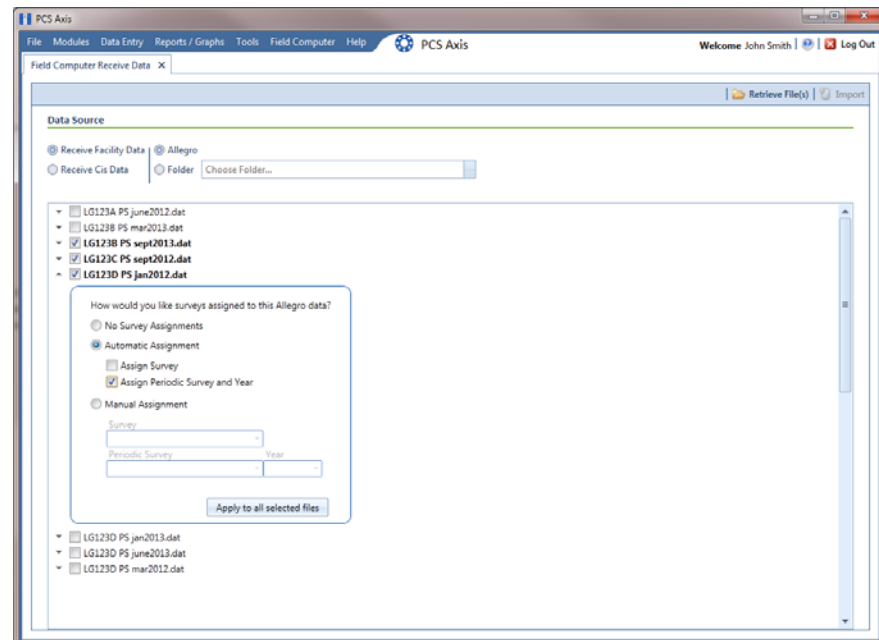 PCS Axis
File Modules Data Entry Reports / Graphs Tools Field Computer Help PCS Axis Welcome John Smith Log Out
Field Computer Receive Data X
Retrieve File(s) Import
Data Source
Receive Facility Data Allegro
Receive Cis Data Folder Choose Folder...
LG123A PS june2012.dat
LG123B PS mar2013.dat
LG123B PS sept2013.dat
LG123C PS sept2012.dat
LG123D PS jan2012.dat
How would you like surveys assigned to this Allegro data?
No Survey Assignments
Automatic Assignment
Assign Survey
Assign Periodic Survey and Year
Manual Assignment
Survey
Periodic Survey Year
Apply to all selected files
LG123D PS jan2013.dat
LG123D PS june2013.dat
LG123D PS mar2012.dat